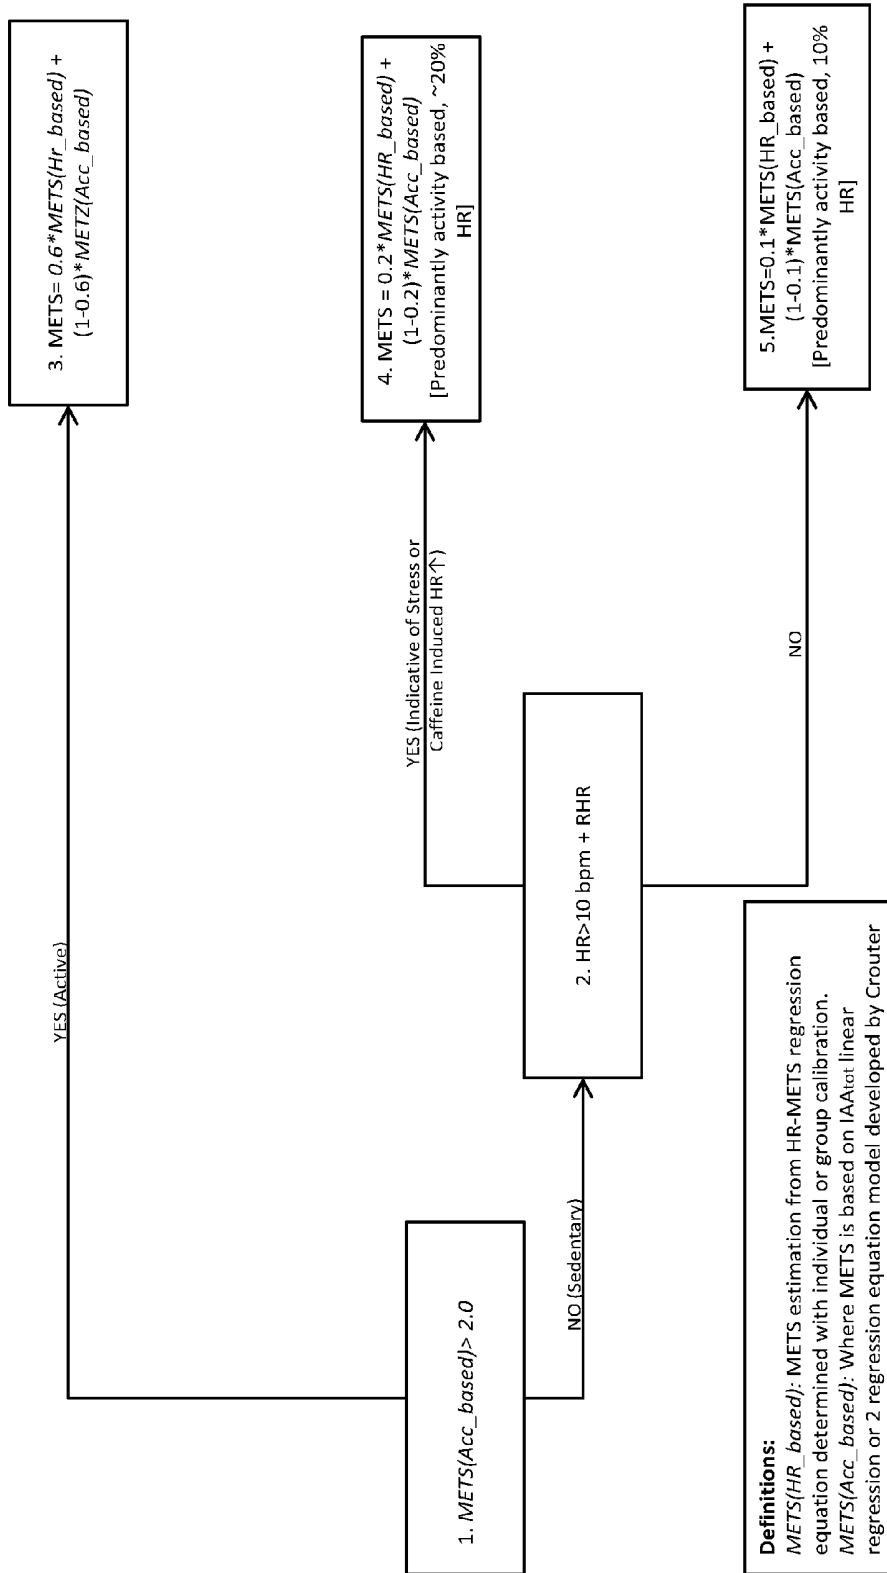 1. METS(Acc_based)> 2.0
YES (Active)
NO (Sedentary)
2. HR>10 bpm + RHR
YES (Indicative of Stress or
Caffeine Induced HR↑)
NO
3. METS= 0.6*METS(Hr_based) +
(1-0.6)*METZ(Acc_based)
4. METS = 0.2*METS(HR_based) +
(1-0.2)*METS(Acc_based)
[Predominantly activity based, ~20%
HR]
5.METS=0.1*METS(HR_based) +
(1-0.1)*METS(Acc_based)
[Predominantly activity based, 10%
HR]
Definitions:
METS(HR_based): METS estimation from HR-METS regression
equation determined with individual or group calibration.
METS(Acc_based): Where METS is based on IAAtot linear
regression or 2 regression equation model developed by Crouter